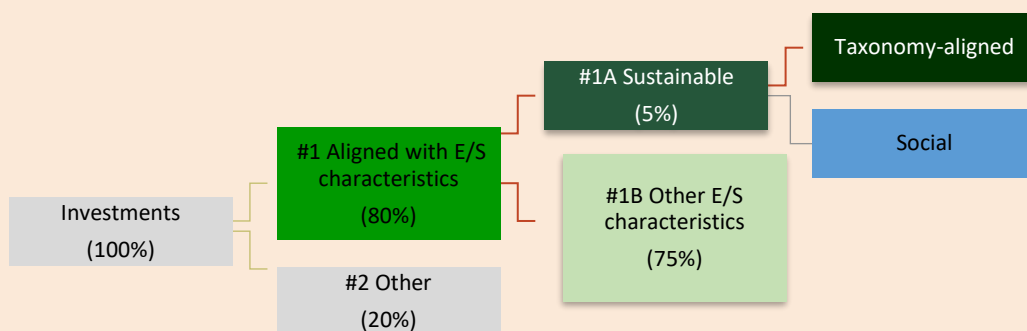 Investments
(100%)
#1 Aligned with E/S
characteristics
(80%)
#2 Other
(20%)
#1A Sustainable
(5%)
#1B Other E/S
characteristics
(75%)
Taxonomy-aligned
Social